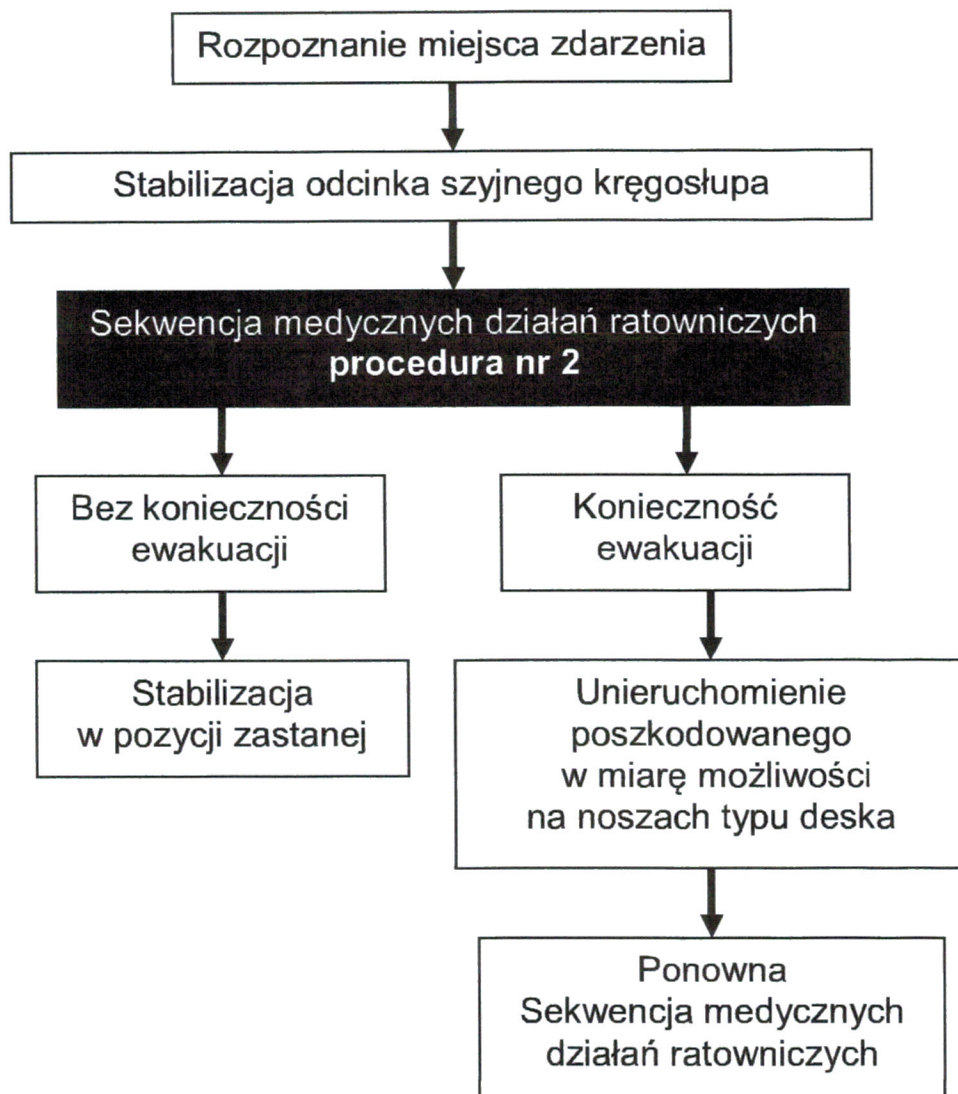 Rozpoznanie miejsca zdarzenia
Stabilizacja odcinka szyjnego kręgosłupa
Sekwencja medycznych działań ratowniczych
procedura nr 2
Bez konieczności
ewakuacji
Konieczność
ewakuacji
Stabilizacja
w pozycji zastanej
Unieruchomienie
poszkodowanego
w miarę możliwości
na noszach typu deska
Ponowna
Sekwencja medycznych
działań ratowniczych